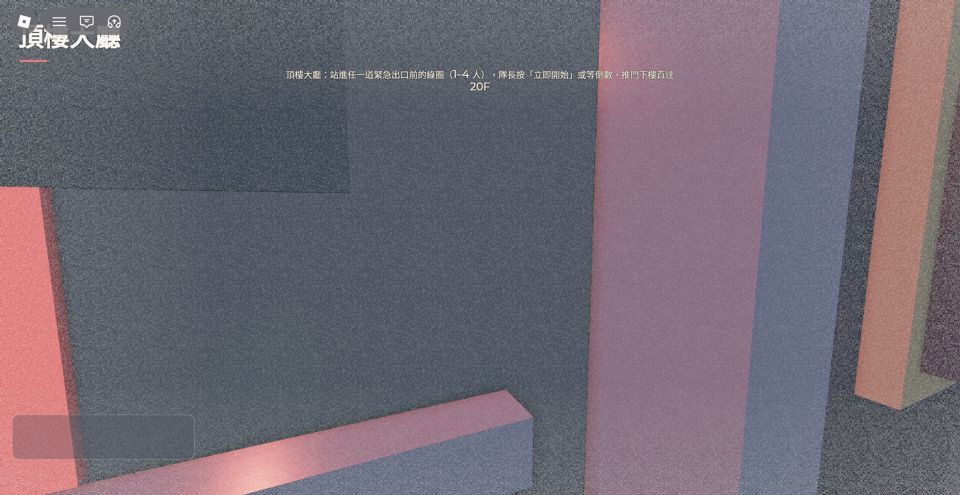 頂樓大廳
頂樓大廳：站進任一道緊急出口前的綠圈（1–4 人），隊長按「立即開始」或等倒數，推門下樓直達
20F